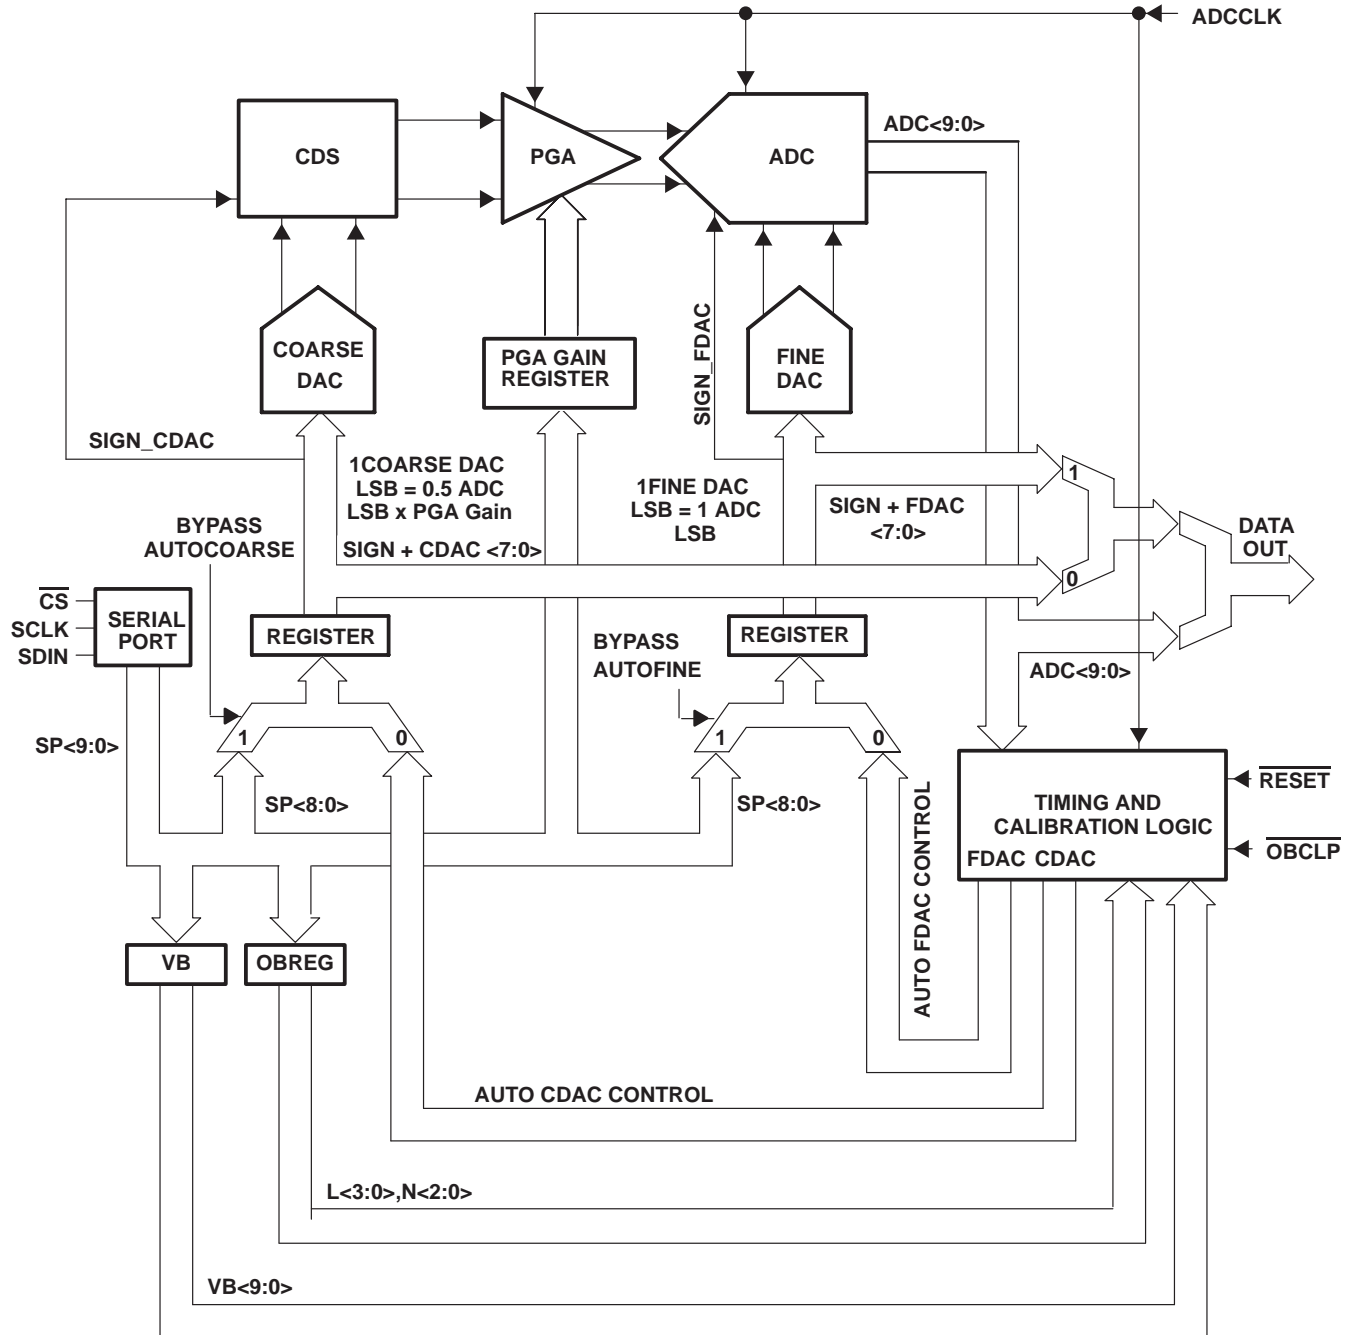 ADCCLK
ADC<9:0>
CDS
PGA
ADC
SIGN_FDAC
COARSE
DAC
PGA GAIN
REGISTER
FINE
DAC
SIGN_CDAC
1COARSE DAC
LSB = 0.5 ADC
LSB x PGA Gain
1FINE DAC
LSB = 1 ADC
LSB
SIGN + FDAC
<7:0>
1
BYPASS
AUTOCOARSE
SIGN + CDAC <7:0>
DATA
OUT
0
CS
SCLK
SDIN
SERIAL
PORT
REGISTER
BYPASS
AUTOFINE
REGISTER
ADC<9:0>
SP<9:0>
1
0
1
0
SP<8:0>
SP<8:0>
AUTO FDAC CONTROL
TIMING AND
CALIBRATION LOGIC
FDAC CDAC
RESET
OBCLP
VB
OBREG
AUTO CDAC CONTROL
L<3:0>,N<2:0>
VB<9:0>